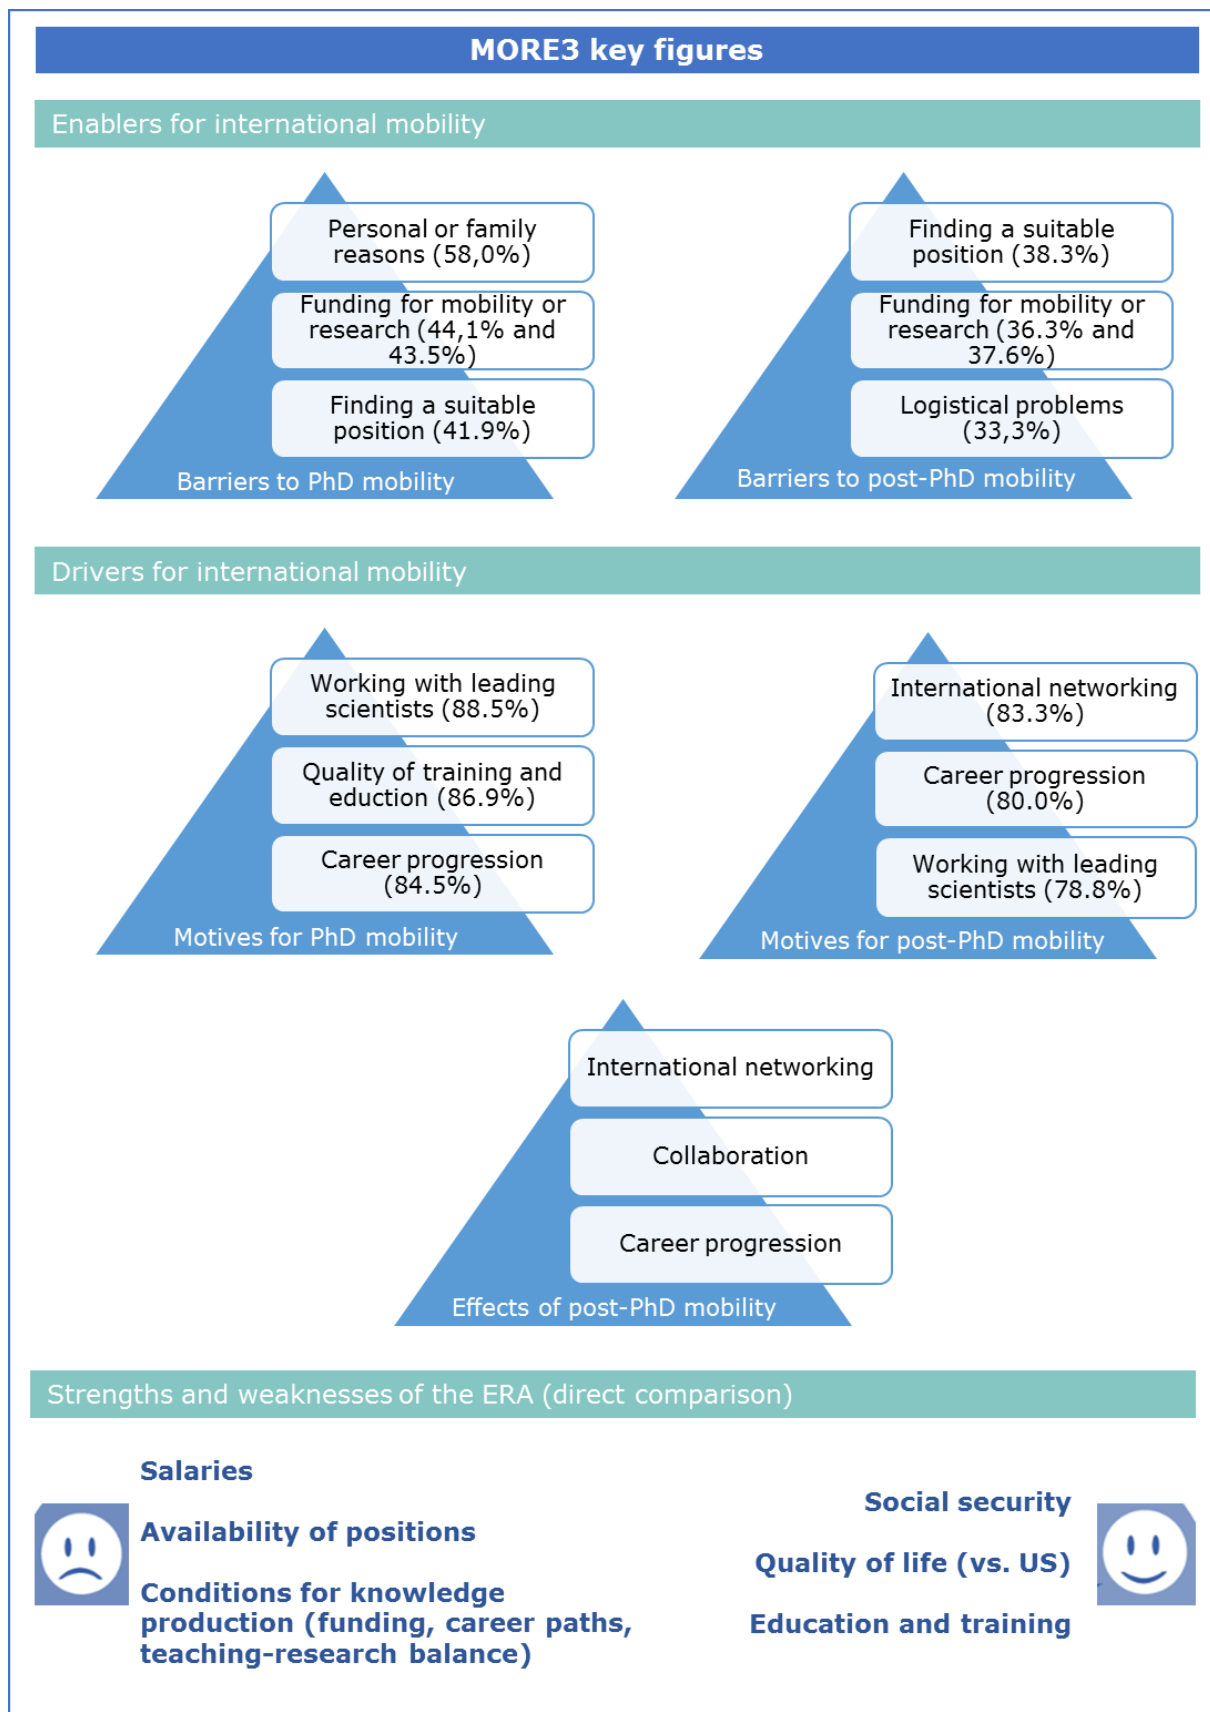 MORE3 key figures
Enablers for international mobility
Personal or family
reasons (58,0%)
Funding for mobility or
research (44,1% and
43.5%)
Finding a suitable
position (41.9%)
Barriers to PhD mobility
Finding a suitable
position (38.3%)
Funding for mobility or
research (36.3% and
37.6%)
Logistical problems
(33,3%)
Barriers to post-PhD mobility
Drivers for international mobility
Working with leading
scientists (88.5%)
Quality of training and
eduction (86.9%)
Career progression
(84.5%)
Motives for PhD mobility
International networking
(83.3%)
Career progression
(80.0%)
Working with leading
scientists (78.8%)
Motives for post-PhD mobility
International networking
Collaboration
Career progression
Effects of post-PhD mobility
Strengths and weaknesses of the ERA (direct comparison)
Salaries
Availability of positions
Conditions for knowledge
production (funding, career paths,
teaching-research balance)
Social security
Quality of life (vs. US)
Education and training